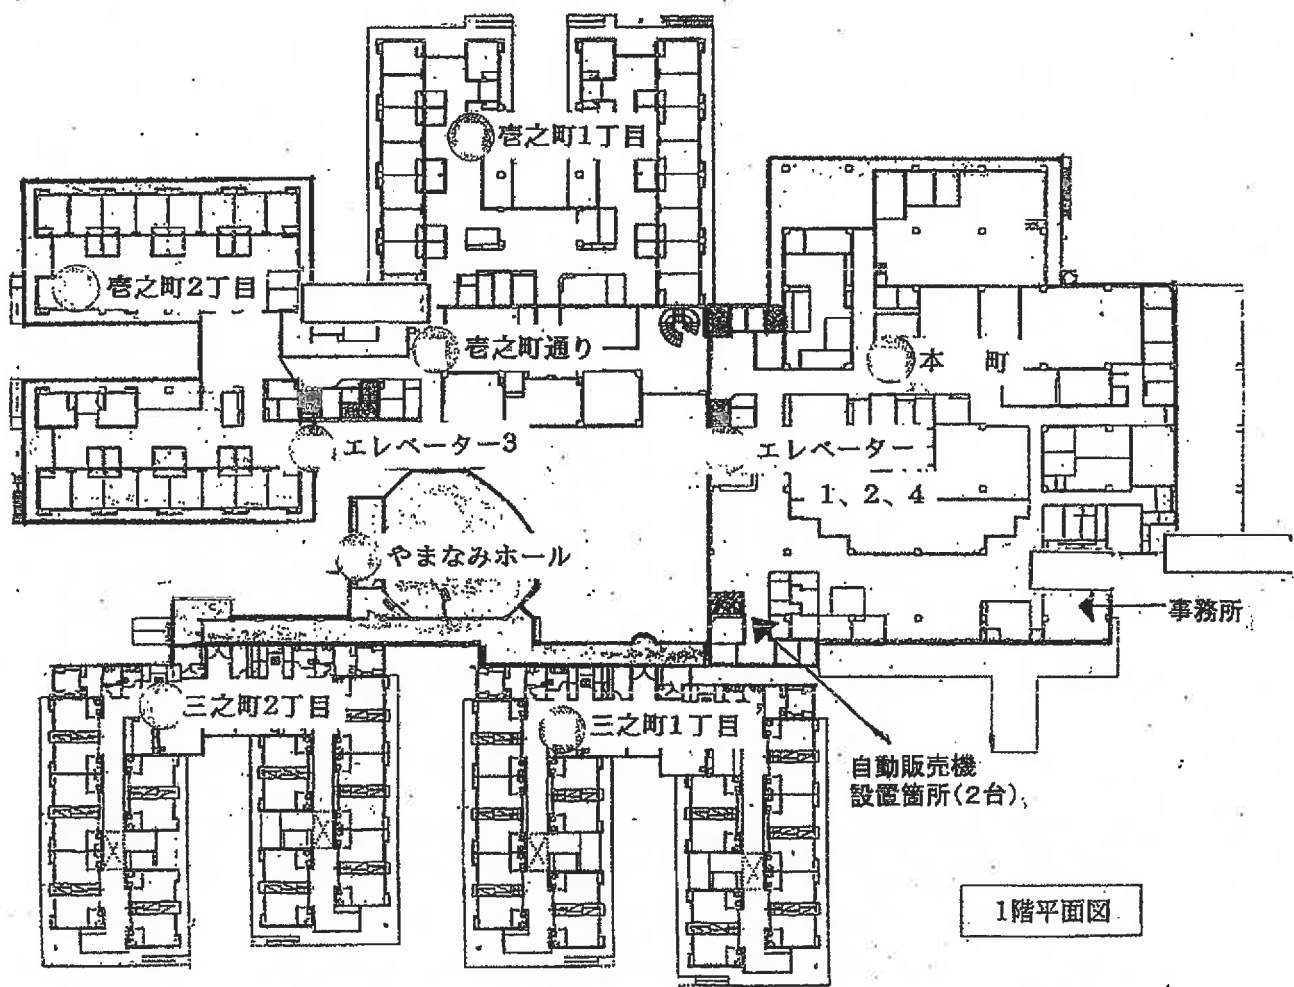 壱之町1丁目
壱之町2丁目
壱之町通り
本 町
エレベーター3
エレベーター
1、2、4
やまなみホール
事務所
三之町2丁目
三之町1丁目
自動販売機
設置箇所(2台)
1階平面図